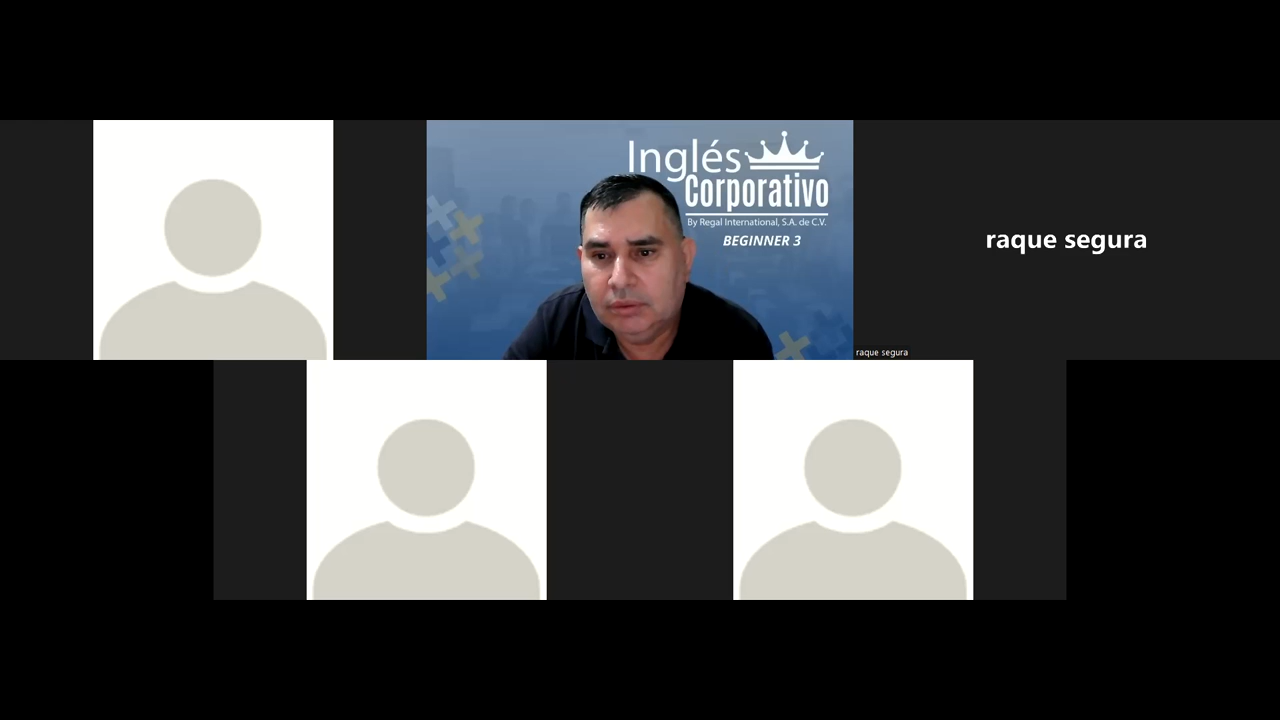 Inglés
Corporativo
By Regal International, S.A. de C.V.
BEGINNER 3
raque segura
raque segura